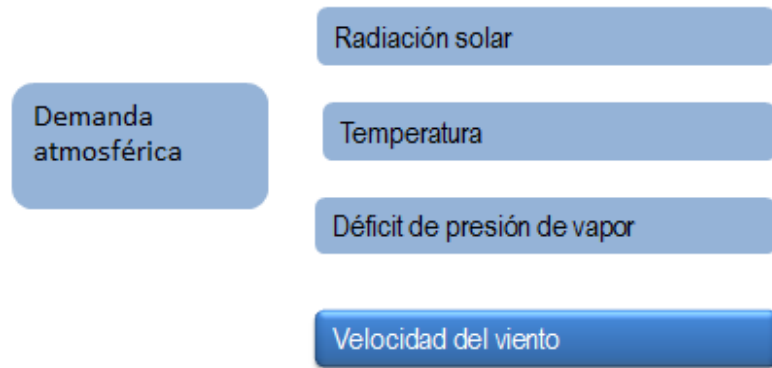 Radiación solar
Demanda
atmosférica
Temperatura
Déficit de presión de vapor
Velocidad del viento